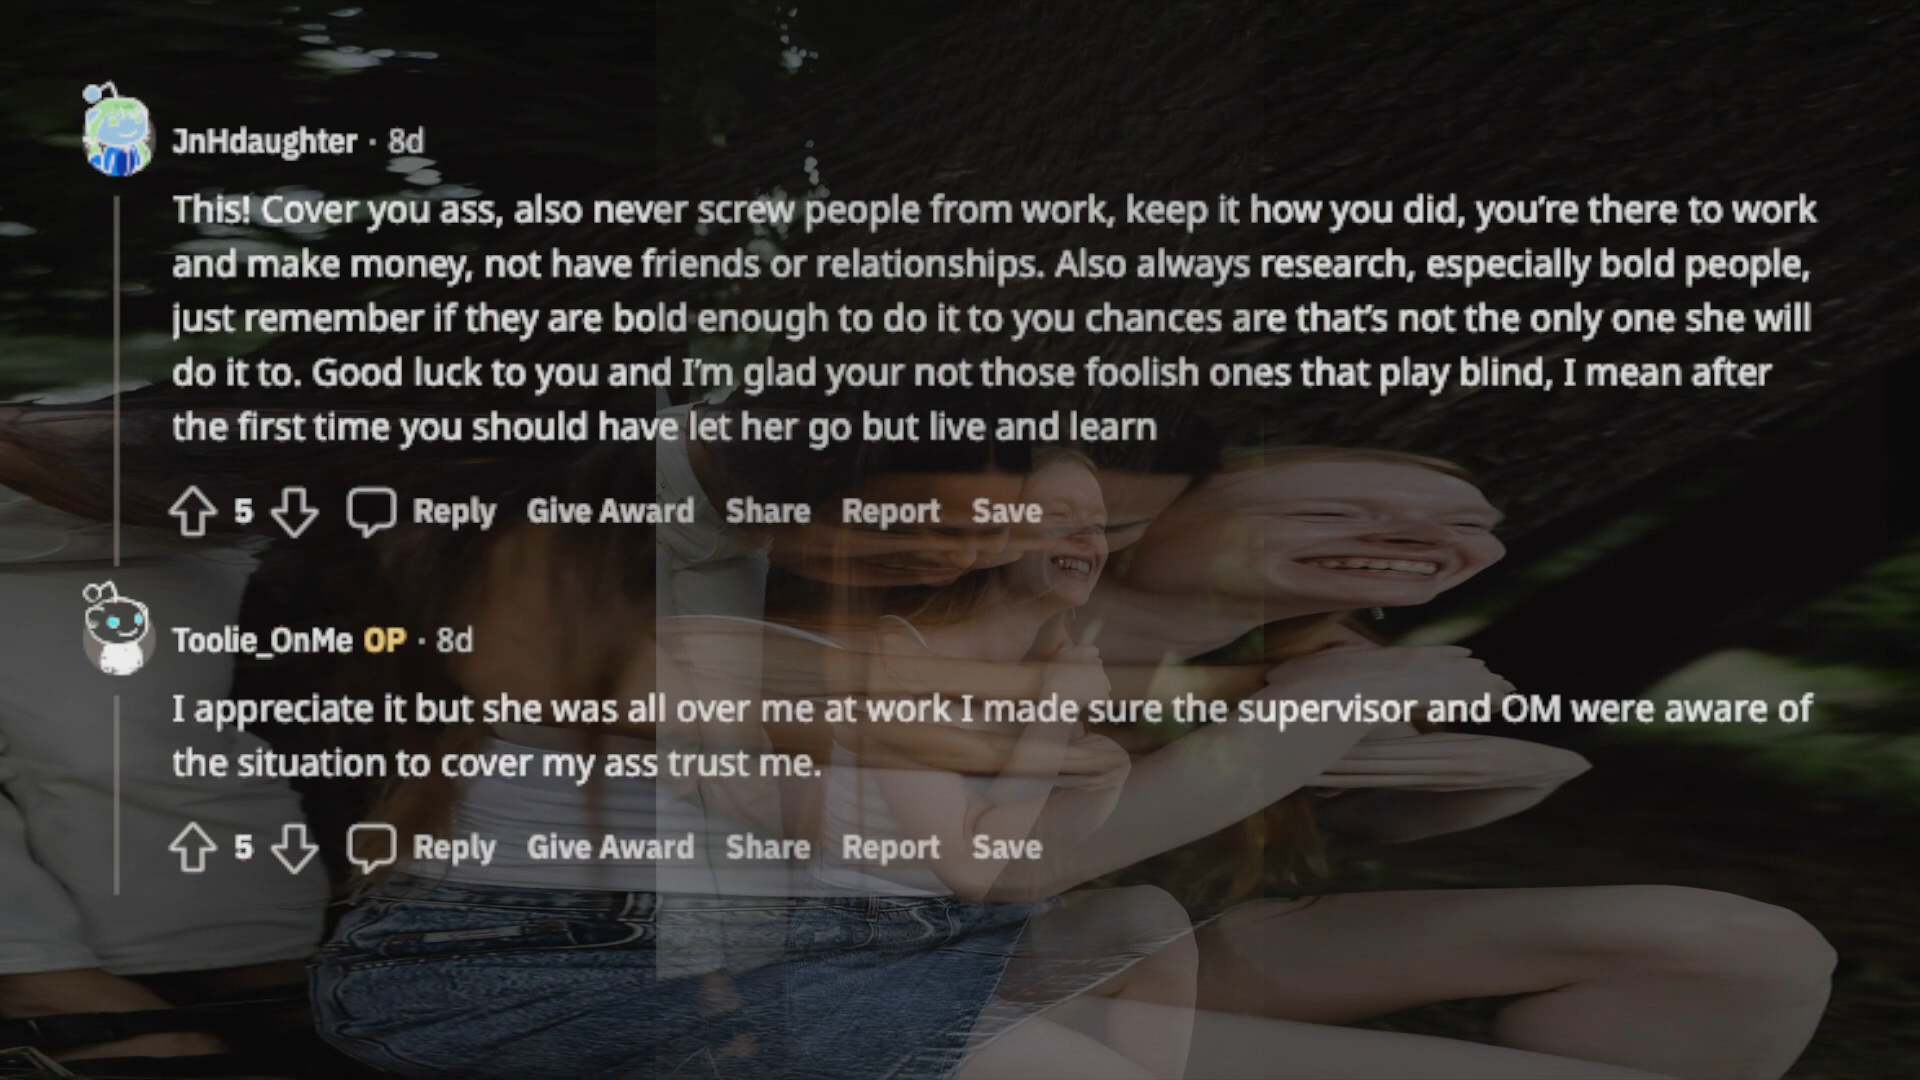 JnHdaughter · 8d
This! Cover you ass, also never screw people from work, keep it how you did, you’re there to work
and make money, not have friends or relationships. Also always research, especially bold people,
just remember if they are bold enough to do it to you chances are that’s not the only one she will
do it to. Good luck to you and I’m glad your not those foolish ones that play blind, I mean after
the first time you should have let her go but live and learn
5 Reply Give Award Share Report Save
Toolie_OnMe OP · 8d
I appreciate it but she was all over me at work I made sure the supervisor and OM were aware of
the situation to cover my ass trust me.
5 Reply Give Award Share Report Save